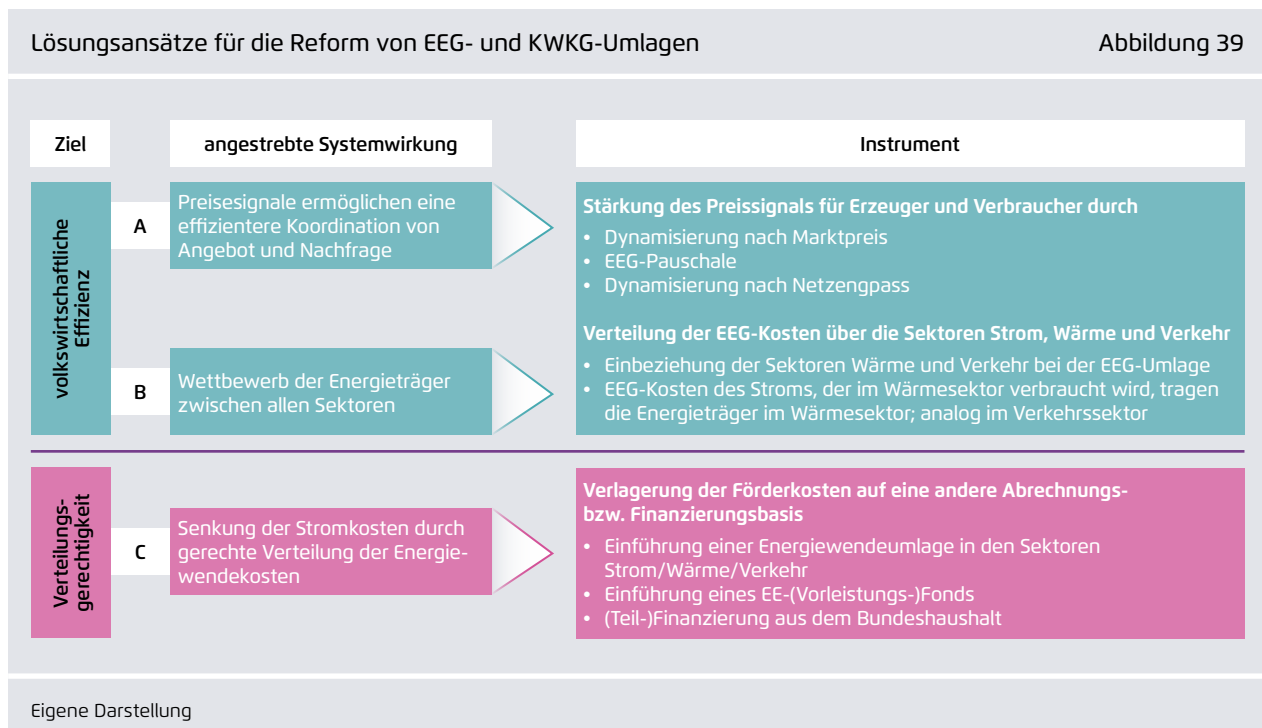 Lösungsansätze für die Reform von EEG- und KWKG-Umlagen
Abbildung 39
Ziel
angestrebte Systemwirkung
Instrument
volkswirtschaftliche
Effizienz
A
Preisesignale ermöglichen eine
effizientere Koordination von
Angebot und Nachfrage
Stärkung des Preissignals für Erzeuger und Verbraucher durch
• Dynamisierung nach Marktpreis
• EEG-Pauschale
• Dynamisierung nach Netzengpass
B
Wettbewerb der Energieträger
zwischen allen Sektoren
Verteilung der EEG-Kosten über die Sektoren Strom, Wärme und Verkehr
• Einbeziehung der Sektoren Wärme und Verkehr bei der EEG-Umlage
• EEG-Kosten des Stroms, der im Wärmesektor verbraucht wird, tragen
die Energieträger im Wärmesektor; analog im Verkehrssektor
Verteilungs-
gerechtigkeit
C
Senkung der Stromkosten durch
gerechte Verteilung der Energie-
wendekosten
Verlagerung der Förderkosten auf eine andere Abrechnungs-
bzw. Finanzierungsbasis
• Einführung einer Energiewendeumlage in den Sektoren
Strom/Wärme/Verkehr
• Einführung eines EE-(Vorleistungs-)Fonds
• (Teil-)Finanzierung aus dem Bundeshaushalt
Eigene Darstellung